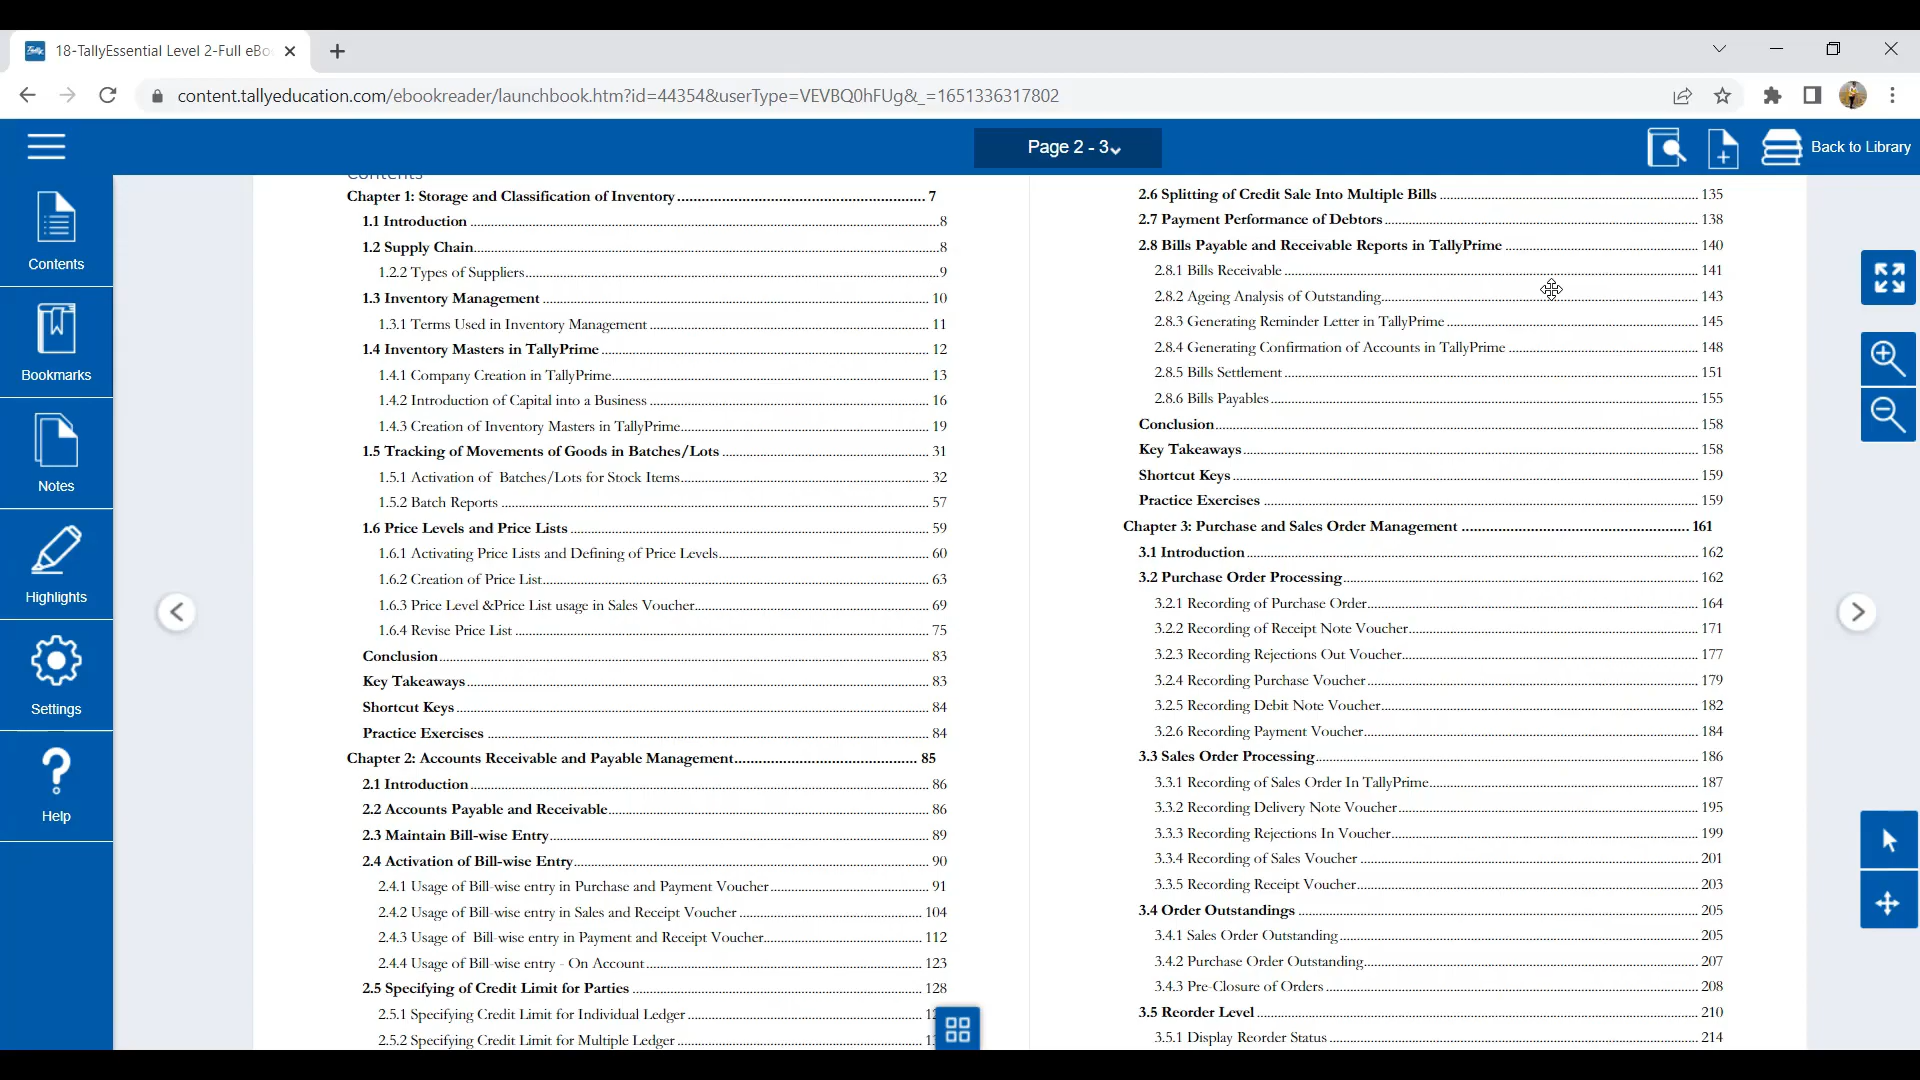 18-TallyEssential Level 2-Full eBo
content.tallyeducation.com/ebookreader/launchbook.htm?id=44354&userType=VEVBQ0hFUg&_=1651336317802
Page 2 - 3
Back to Library
Contents
Bookmarks
Notes
Highlights
Settings
Help
Contents
Chapter 1: Storage and Classification of Inventory 7
1.1 Introduction 8
1.2 Supply Chain 8
1.2.2 Types of Suppliers 9
1.3 Inventory Management 10
1.3.1 Terms Used in Inventory Management 11
1.4 Inventory Masters in TallyPrime 12
1.4.1 Company Creation in TallyPrime 13
1.4.2 Introduction of Capital into a Business 16
1.4.3 Creation of Inventory Masters in TallyPrime 19
1.5 Tracking of Movements of Goods in Batches/Lots 31
1.5.1 Activation of Batches/Lots for Stock Items 32
1.5.2 Batch Reports 57
1.6 Price Levels and Price Lists 59
1.6.1 Activating Price Lists and Defining of Price Levels 60
1.6.2 Creation of Price List 63
1.6.3 Price Level &Price List usage in Sales Voucher 69
1.6.4 Revise Price List 75
Conclusion 83
Key Takeaways 83
Shortcut Keys 84
Practice Exercises 84
Chapter 2: Accounts Receivable and Payable Management 85
2.1 Introduction 86
2.2 Accounts Payable and Receivable 86
2.3 Maintain Bill-wise Entry 89
2.4 Activation of Bill-wise Entry 90
2.4.1 Usage of Bill-wise entry in Purchase and Payment Voucher 91
2.4.2 Usage of Bill-wise entry in Sales and Receipt Voucher 104
2.4.3 Usage of Bill-wise entry in Payment and Receipt Voucher 112
2.4.4 Usage of Bill-wise entry - On Account 123
2.5 Specifying of Credit Limit for Parties 128
2.5.1 Specifying Credit Limit for Individual Ledger
2.5.2 Specifying Credit Limit for Multiple Ledger
2.6 Splitting of Credit Sale Into Multiple Bills 135
2.7 Payment Performance of Debtors 138
2.8 Bills Payable and Receivable Reports in TallyPrime 140
2.8.1 Bills Receivable 141
2.8.2 Ageing Analysis of Outstanding 143
2.8.3 Generating Reminder Letter in TallyPrime 145
2.8.4 Generating Confirmation of Accounts in TallyPrime 148
2.8.5 Bills Settlement 151
2.8.6 Bills Payables 155
Conclusion 158
Key Takeaways 158
Shortcut Keys 159
Practice Exercises 159
Chapter 3: Purchase and Sales Order Management 161
3.1 Introduction 162
3.2 Purchase Order Processing 162
3.2.1 Recording of Purchase Order 164
3.2.2 Recording of Receipt Note Voucher 171
3.2.3 Recording Rejections Out Voucher 177
3.2.4 Recording Purchase Voucher 179
3.2.5 Recording Debit Note Voucher 182
3.2.6 Recording Payment Voucher 184
3.3 Sales Order Processing 186
3.3.1 Recording of Sales Order In TallyPrime 187
3.3.2 Recording Delivery Note Voucher 195
3.3.3 Recording Rejections In Voucher 199
3.3.4 Recording of Sales Voucher 201
3.3.5 Recording Receipt Voucher 203
3.4 Order Outstandings 205
3.4.1 Sales Order Outstanding 205
3.4.2 Purchase Order Outstanding 207
3.4.3 Pre-Closure of Orders 208
3.5 Reorder Level 210
3.5.1 Display Reorder Status 214